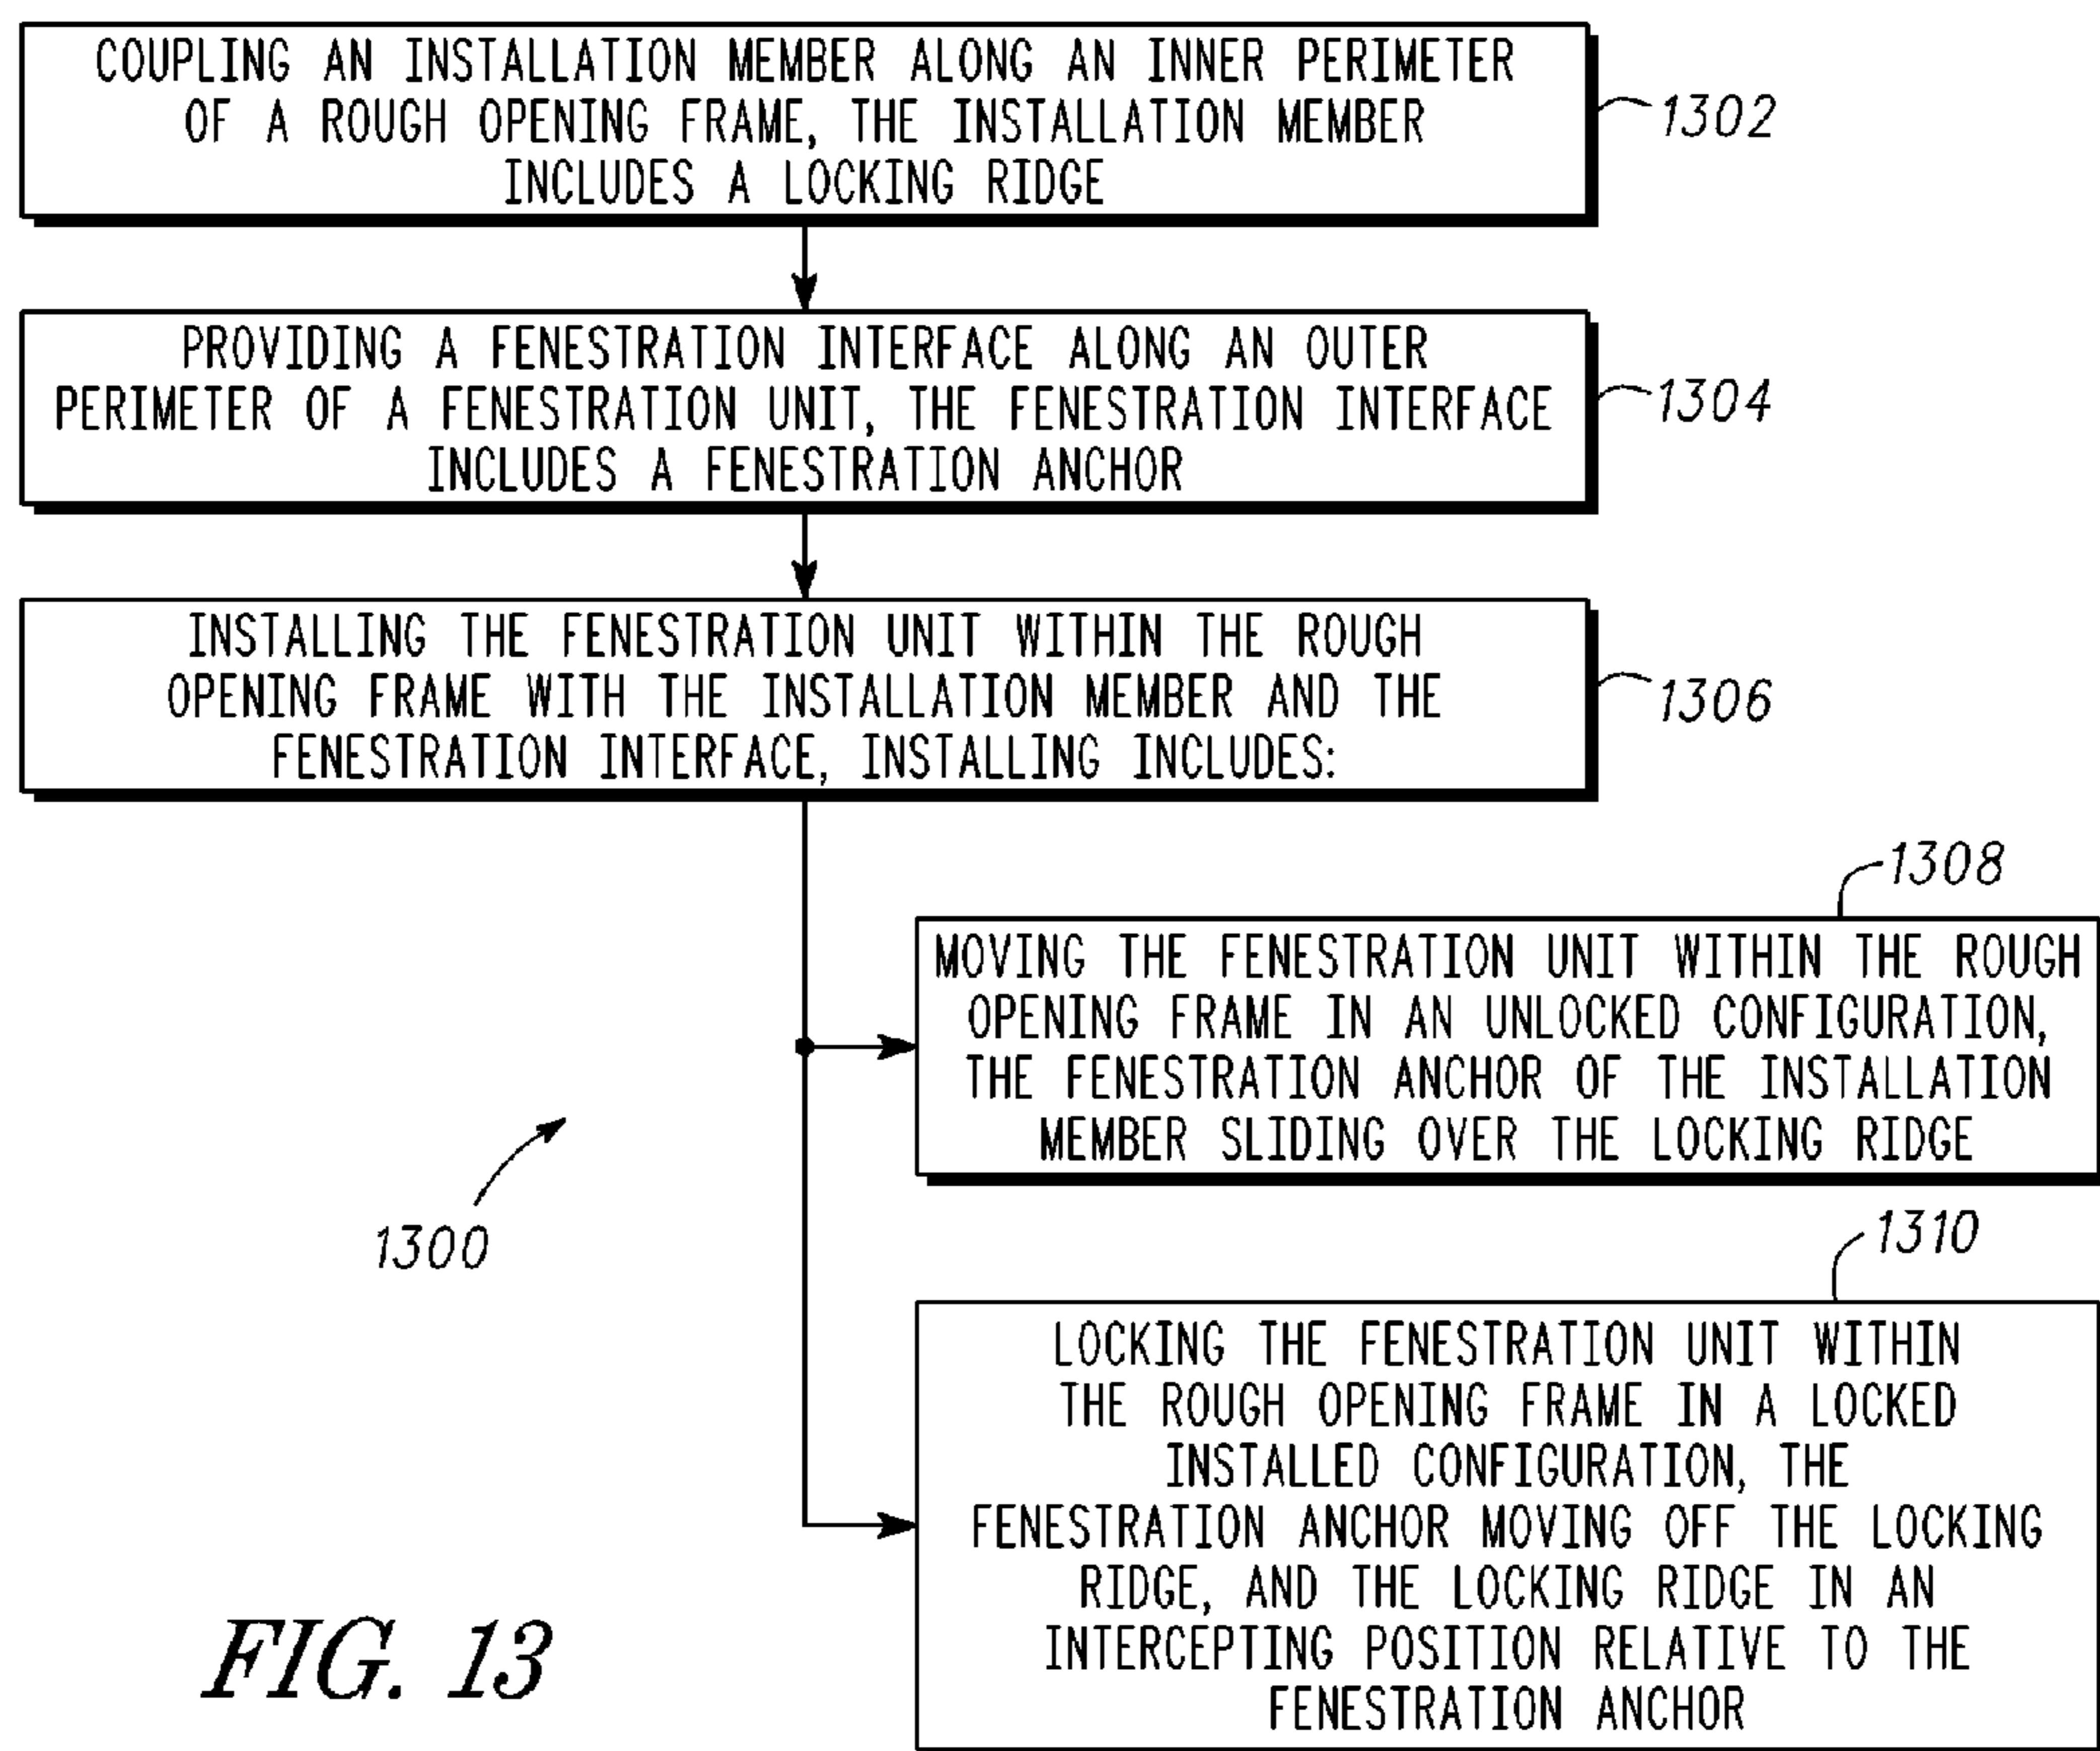 COUPLING AN INSTALLATION MEMBER ALONG AN INNER PERIMETER
OF A ROUGH OPENING FRAME, THE INSTALLATION MEMBER
INCLUDES A LOCKING RIDGE
1302
PROVIDING A FENESTRATION INTERFACE ALONG AN OUTER
PERIMETER OF A FENESTRATION UNIT, THE FENESTRATION INTERFACE
INCLUDES A FENESTRATION ANCHOR
1304
INSTALLING THE FENESTRATION UNIT WITHIN THE ROUGH
OPENING FRAME WITH THE INSTALLATION MEMBER AND THE
FENESTRATION INTERFACE, INSTALLING INCLUDES:
1306
1308
MOVING THE FENESTRATION UNIT WITHIN THE ROUGH
OPENING FRAME IN AN UNLOCKED CONFIGURATION,
THE FENESTRATION ANCHOR OF THE INSTALLATION
MEMBER SLIDING OVER THE LOCKING RIDGE
1300
1310
LOCKING THE FENESTRATION UNIT WITHIN
THE ROUGH OPENING FRAME IN A LOCKED
INSTALLED CONFIGURATION, THE
FENESTRATION ANCHOR MOVING OFF THE LOCKING
RIDGE, AND THE LOCKING RIDGE IN AN
INTERCEPTING POSITION RELATIVE TO THE
FENESTRATION ANCHOR
FIG. 13